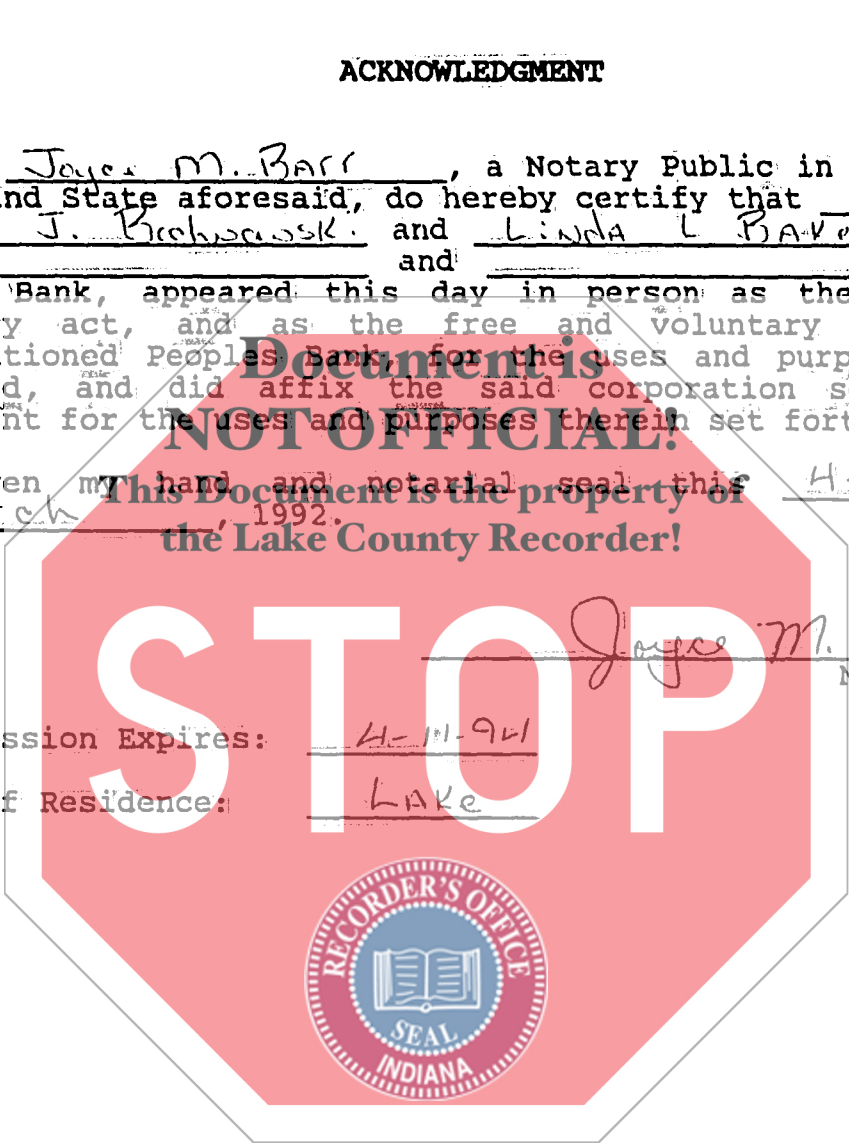 ACKNOWLEDGMENT
Joyce M. Barr, a Notary Public in
nd State aforesaid, do hereby certify that
J. and Linda L
and
Bank, appeared this day in person as the
y act, and as the free and voluntary
tioned Peoples Bank, for the uses and purp
Document is
d, and did affix the said corporation s
nt for the uses and purposes therein set fort
NOT OFFICIAL!
en my hand and notarial seal this 4-
This Document is the property of
ch, 1992.
the Lake County Recorder!
STOP
Joyce M.
N
ssion Expires: 4-11-94
f Residence: Lake
RECORDER'S OFFICE
SEAL
INDIANA